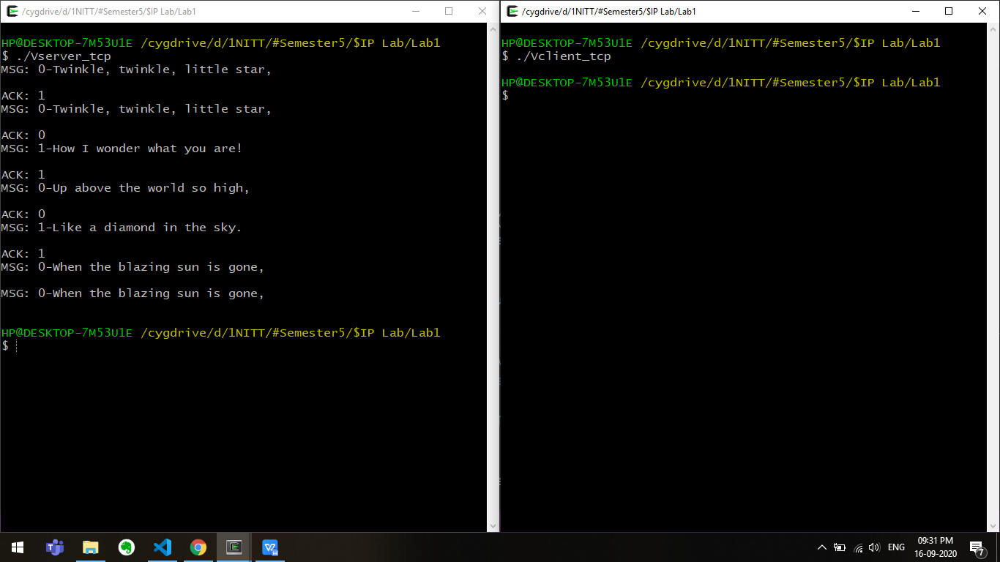 /cygdrive/d/1NITT/#Semester5/$IP Lab/Lab1
HP@DESKTOP-7M53U1E /cygdrive/d/1NITT/#Semester5/$IP Lab/Lab1
$ ./Vserver_tcp
MSG: 0-Twinkle, twinkle, little star,
ACK: 1
MSG: 0-Twinkle, twinkle, little star,
ACK: 0
MSG: 1-How I wonder what you are!
ACK: 1
MSG: 0-Up above the world so high,
ACK: 0
MSG: 1-Like a diamond in the sky.
ACK: 1
MSG: 0-When the blazing sun is gone,
MSG: 0-When the blazing sun is gone,
HP@DESKTOP-7M53U1E /cygdrive/d/1NITT/#Semester5/$IP Lab/Lab1
$
/cygdrive/d/1NITT/#Semester5/$IP Lab/Lab1
HP@DESKTOP-7M53U1E /cygdrive/d/1NITT/#Semester5/$IP Lab/Lab1
$ ./Vclient_tcp
HP@DESKTOP-7M53U1E /cygdrive/d/1NITT/#Semester5/$IP Lab/Lab1
$
ENG
09:31 PM
16-09-2020
7